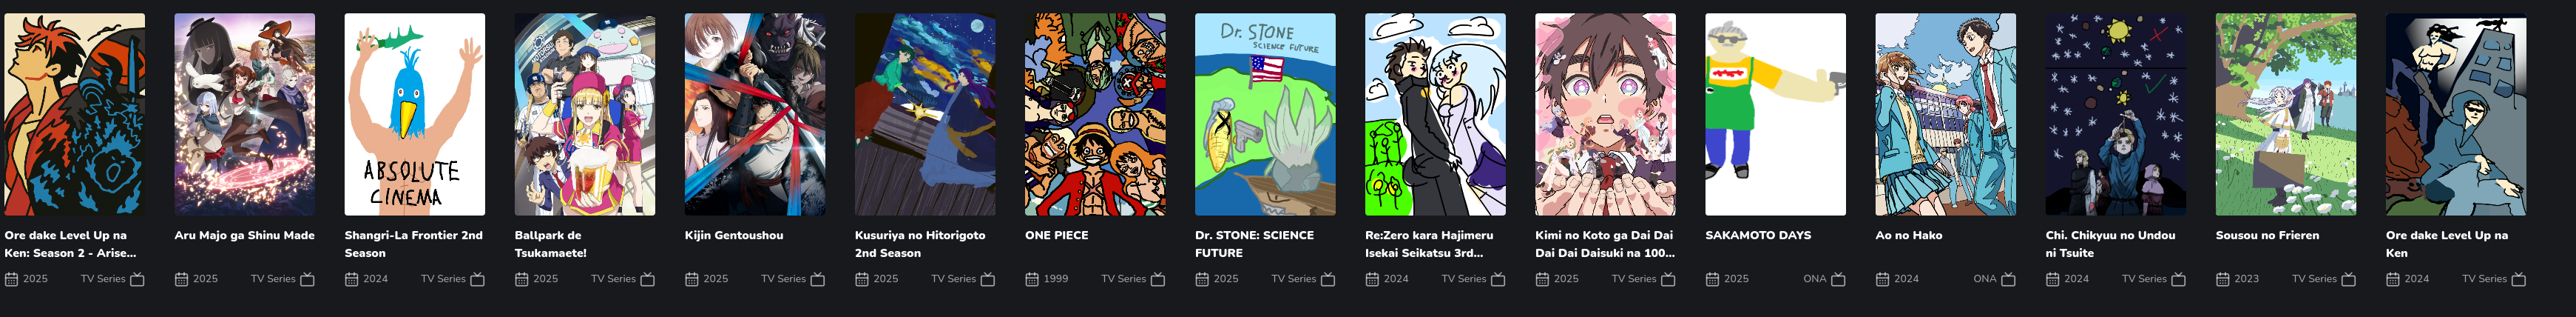 ABSOLUTE
CINEMA
Dr. STONE
SCIENCE FUTURE
Ore dake Level Up na
Ken: Season 2 - Arise...
2025
TV Series
Aru Majo ga Shinu Made
2025
TV Series
Shangri-La Frontier 2nd
Season
2024
TV Series
Ballpark de
Tsukamaete!
2025
TV Series
Kijin Gentoushou
2025
TV Series
Kusuriya no Hitorigoto
2nd Season
2025
TV Series
ONE PIECE
1999
TV Series
Dr. STONE: SCIENCE
FUTURE
2025
TV Series
Re:Zero kara Hajimeru
Isekai Seikatsu 3rd...
2024
TV Series
Kimi no Koto ga Dai Dai
Dai Dai Daisuki na 100...
2025
TV Series
SAKAMOTO DAYS
2025
ONA
Ao no Hako
2024
ONA
Chi. Chikyuu no Undou
ni Tsuite
2024
TV Series
Sousou no Frieren
2023
TV Series
Ore dake Level Up na
Ken
2024
TV Series